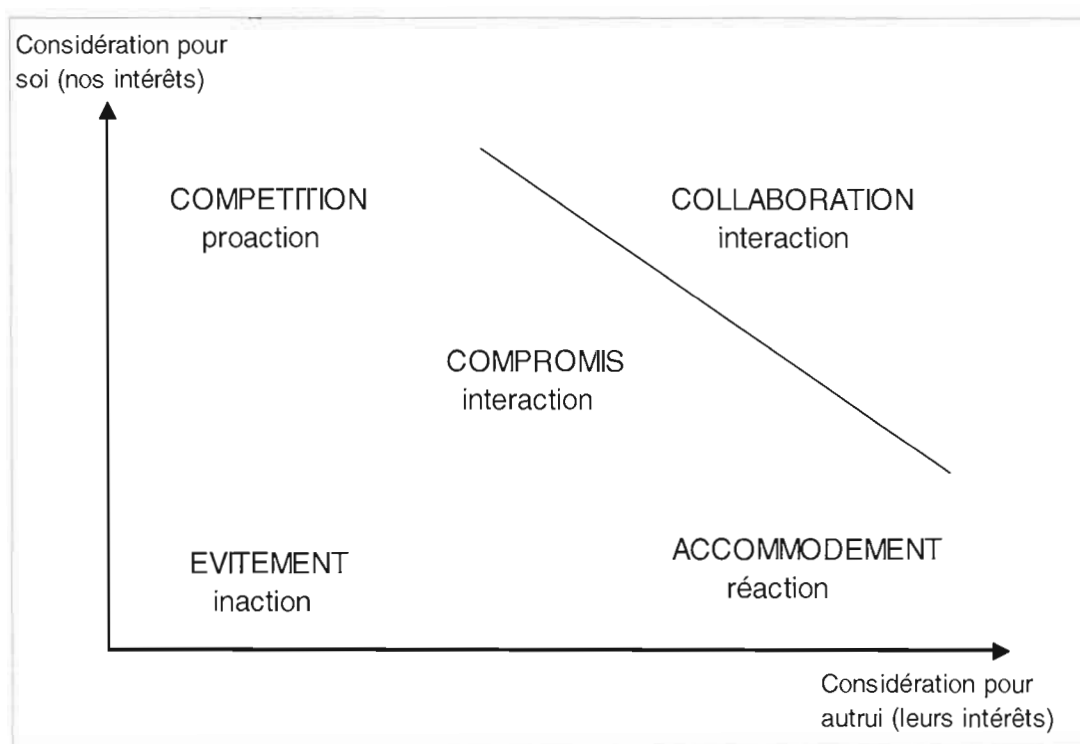 Considération pour
soi (nos intérêts)
COMPETITION
proaction
COLLABORATION
interaction
COMPROMIS
interaction
EVITEMENT
inaction
ACCOMMODEMENT
réaction
Considération pour
autrui (leurs intérêts)